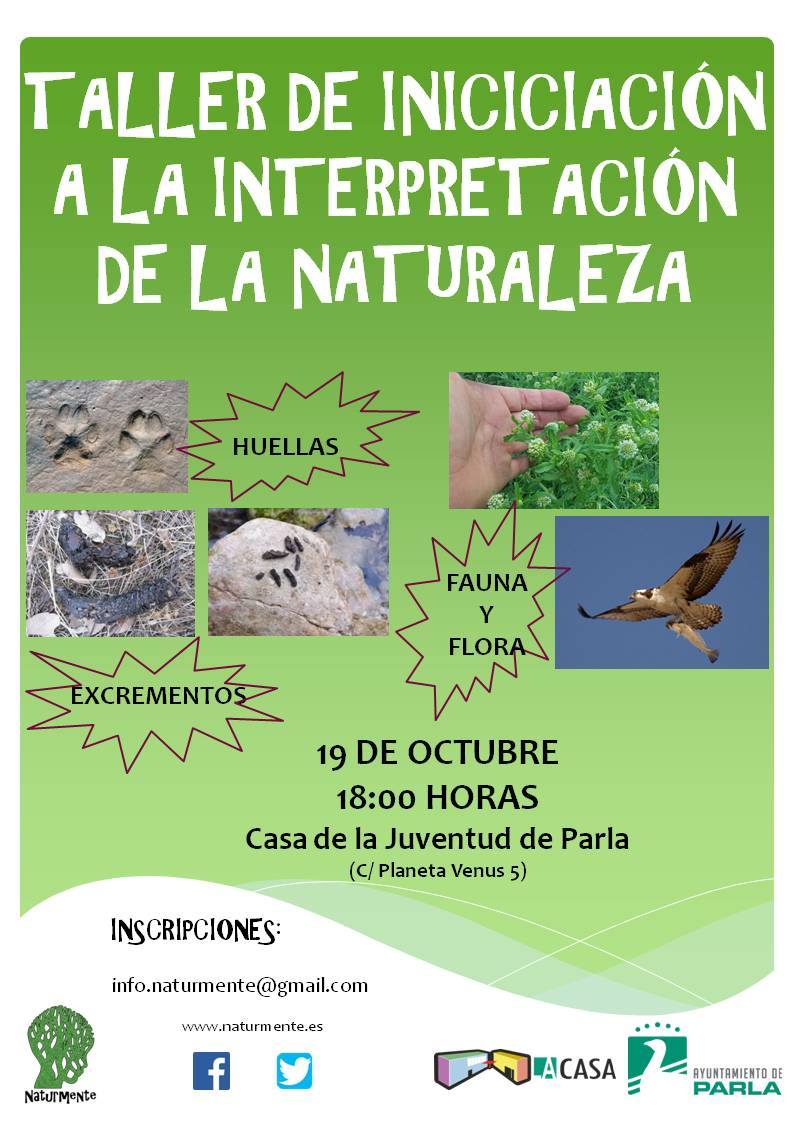 TALLER DE INICICIACIÓN
A LA INTERPRETACIÓN
DE LA NATURALEZA
HUELLAS
FAUNA
Y
FLORA
EXCREMENTOS
19 DE OCTUBRE
18:00 HORAS
Casa de la Juventud de Parla
(C/ Planeta Venus 5)
INSCRIPCIONES:
info.naturmente@gmail.com
www.naturmente.es
NATURMENTE
LACASA
AYUNTAMIENTO DE
PARLA